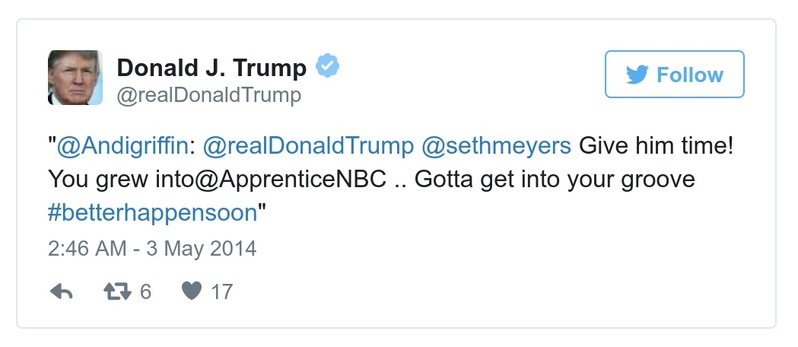 Donald J. Trump
@realDonaldTrump
Follow
"@Andigriffin: @realDonaldTrump @sethmeyers Give him time!
You grew into@ApprenticeNBC .. Gotta get into your groove
#betterhappensoon"
2:46 AM - 3 May 2014
6 17